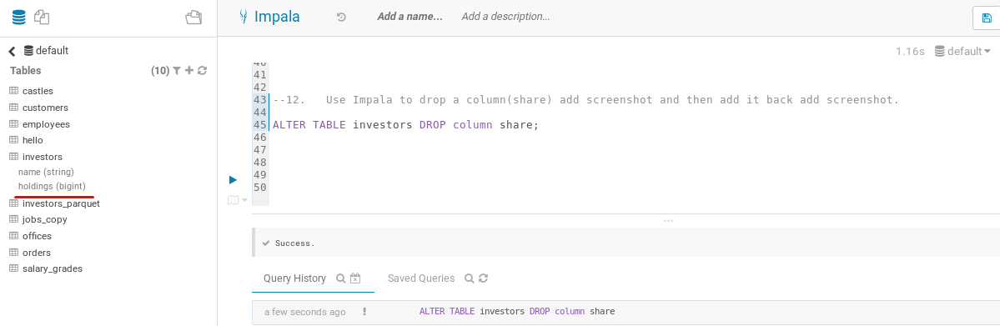 Impala
Add a name...
Add a description...
default
Tables
(10)
castles
customers
employees
hello
investors
name (string)
holdings (bigint)
investors_parquet
jobs_copy
offices
orders
salary_grades
1.16s
default
40
41
42
43 --12.   Use Impala to drop a column(share) add screenshot and then add it back add screenshot.
44
45 ALTER TABLE investors DROP column share;
46
47
48
49
50
Success.
Query History
Saved Queries
a few seconds ago ! ALTER TABLE investors DROP column share